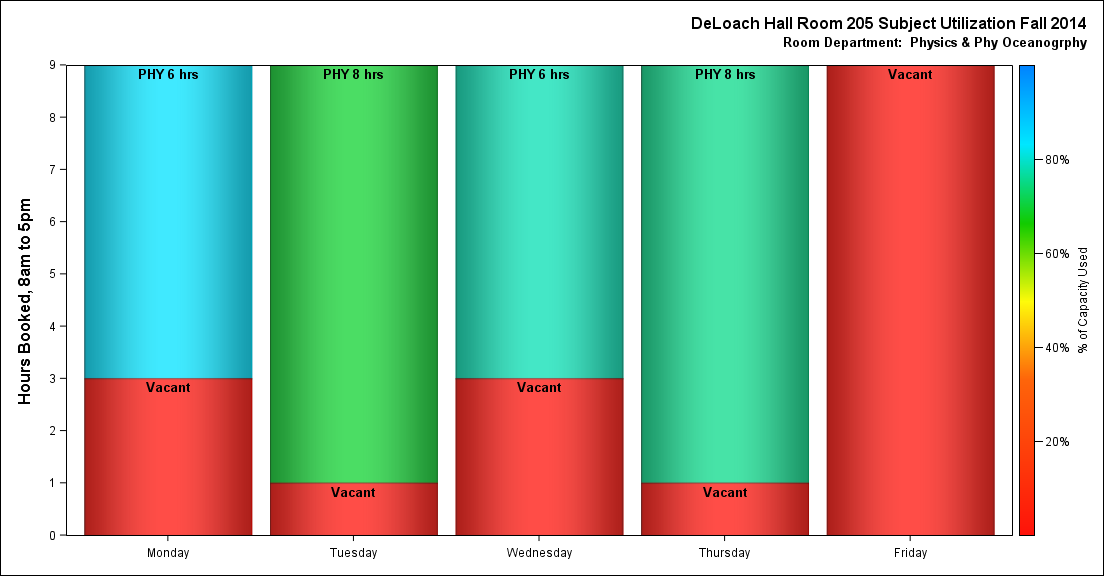 DeLoach Hall Room 205 Subject Utilization Fall 2014
Room Department:  Physics & Phy Oceanogrphy
Hours Booked, 8am to 5pm
9
8
7
6
5
4
3
2
1
0
PHY 6 hrs
PHY 8 hrs
PHY 6 hrs
PHY 8 hrs
Vacant
Vacant
Vacant
Vacant
Vacant
Monday
Tuesday
Wednesday
Thursday
Friday
80%
60%
40%
20%
% of Capacity Used